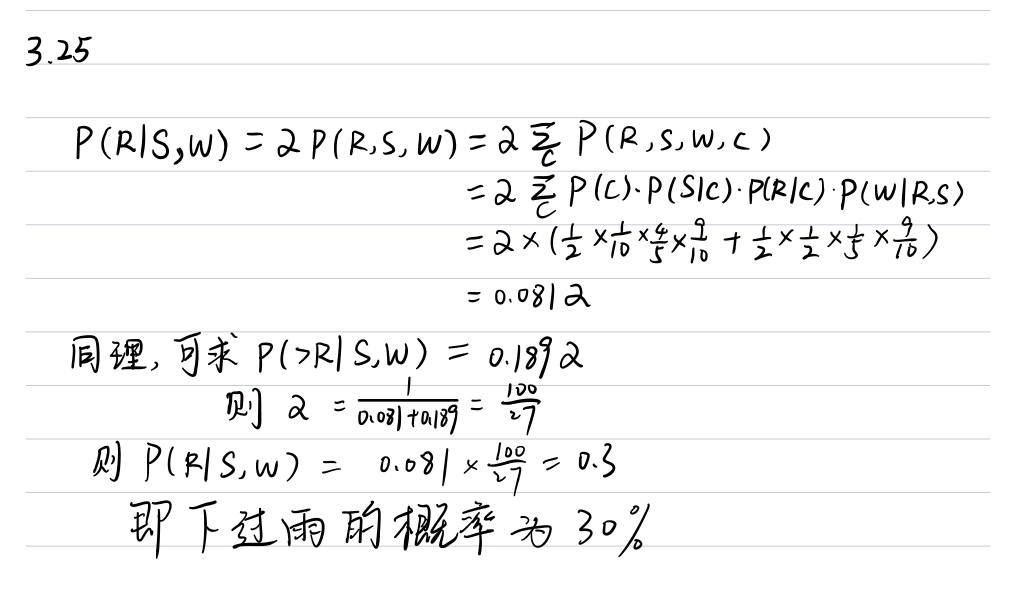 3.25
P(R|S,W) = α P(R,S,W) = α Σ_C P(R,S,W,C)
= α Σ_C P(C)·P(S|C)·P(R|C)·P(W|R,S)
= α × (1/2 × 1/10 × 4/5 × 9/10 + 1/2 × 1/2 × 1/5 × 9/10)
= 0.081α
同理, 可求 P(¬R|S,W) = 0.189α
则 α = 1/(0.081+0.189) = 100/27
则 P(R|S,W) = 0.081 × 100/27 = 0.3
即下过雨的概率为 30%